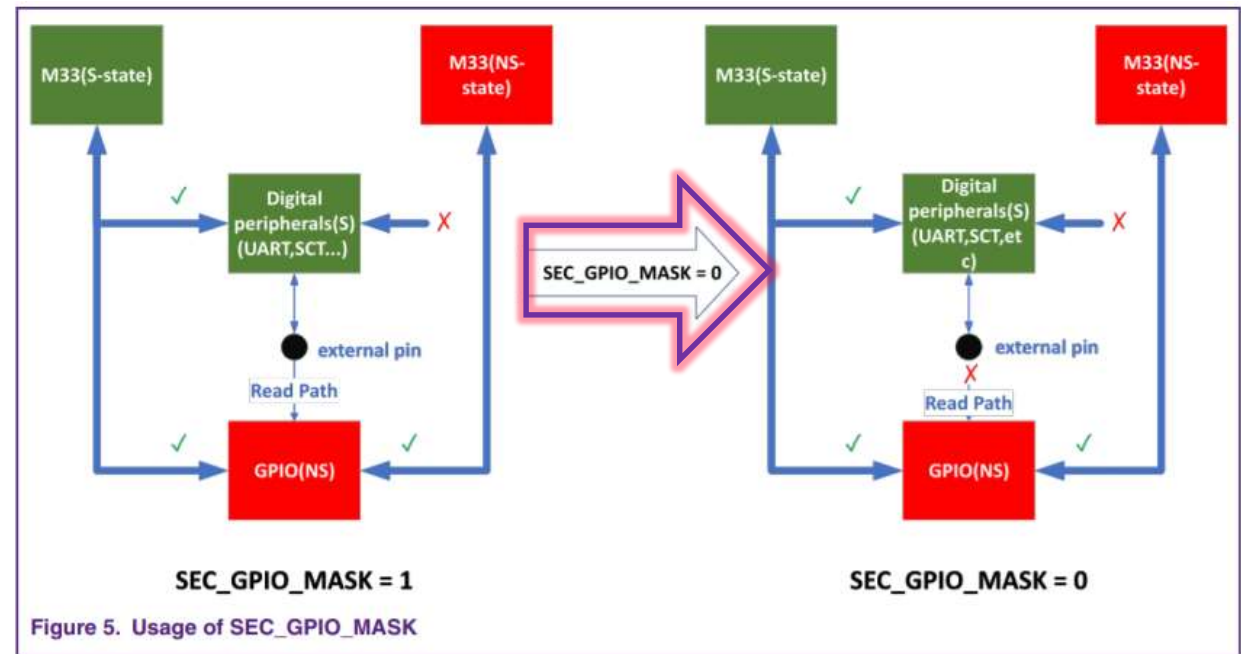 M33(S-state)
M33(NS-
state)
Digital
peripherals(S)
(UART,SCT...)
✓
✗
external pin
Read Path
✓
✓
GPIO(NS)
SEC_GPIO_MASK = 1
SEC_GPIO_MASK = 0
M33(S-state)
M33(NS-
state)
Digital
peripherals(S)
(UART,SCT,et
c)
✓
✗
external pin
✗
Read Path
✓
✓
GPIO(NS)
SEC_GPIO_MASK = 0
Figure 5. Usage of SEC_GPIO_MASK